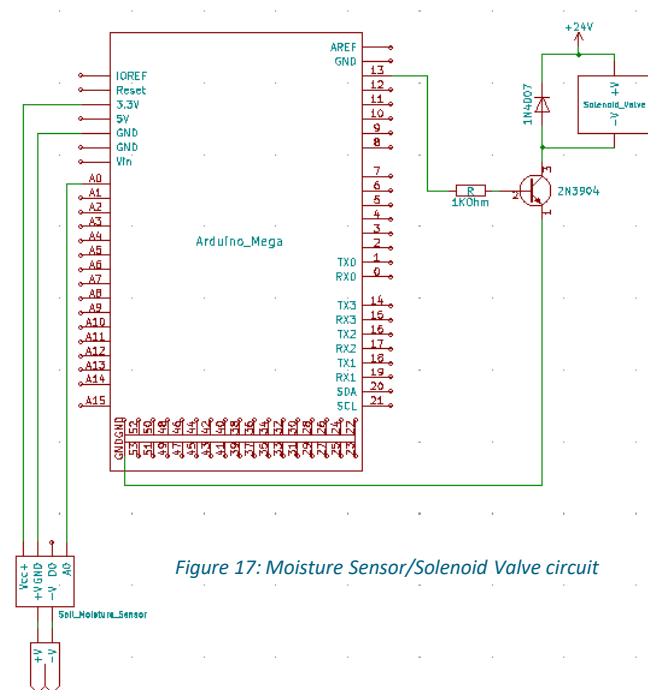 +24V
AREF
GND
13
12
11
10
9
8
7
6
5
4
3
2
TX0 1
RX0 0
TX3 14
RX3 15
TX2 16
RX2 17
TX1 18
RX1 19
SDA 20
SCL 21
IOREF
Reset
3.3V
5V
GND
GND
Vin
A0
A1
A2
A3
A4
A5
A6
A7
A8
A9
A10
A11
A12
A13
A14
A15
Arduino_Mega
GND GND 52 50 48 46 44 42 40 38 36 34 32 30 28 26 24 22
53 51 49 47 45 43 41 39 37 35 33 31 29 27 25 23
1N4007
+V
Solenoid_Valve
-V
R
1KOhm
2
3
1
2N3904
Vcc+
GND
D0
A0
+V
-V
Soil_Moisture_Sensor
+V
-V
Figure 17: Moisture Sensor/Solenoid Valve circuit